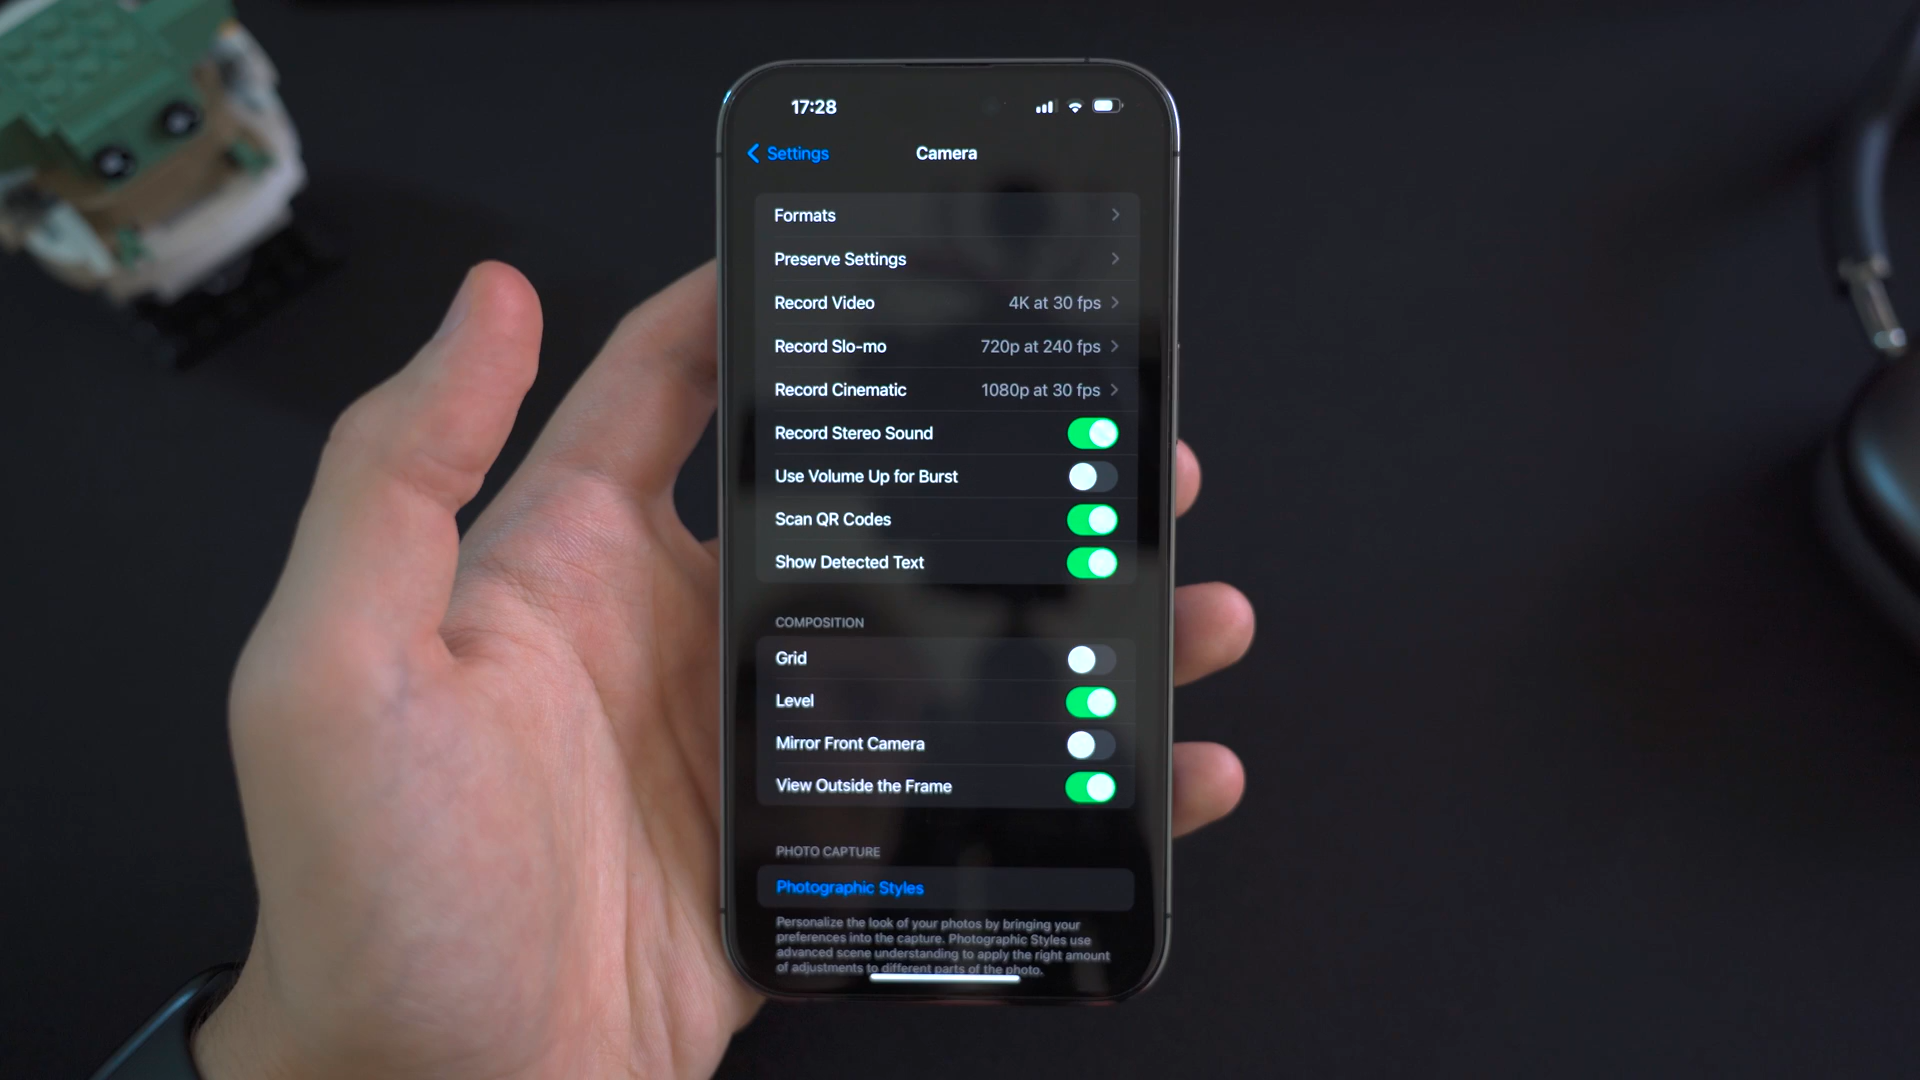 17:28
Settings Camera
Formats
Preserve Settings
Record Video 4K at 30 fps
Record Slo-mo 720p at 240 fps
Record Cinematic 1080p at 30 fps
Record Stereo Sound
Use Volume Up for Burst
Scan QR Codes
Show Detected Text
COMPOSITION
Grid
Level
Mirror Front Camera
View Outside the Frame
PHOTO CAPTURE
Photographic Styles
Personalize the look of your photos by bringing your
preferences into the capture. Photographic Styles use
advanced scene understanding to apply the right amount
of adjustments to different parts of the photo.